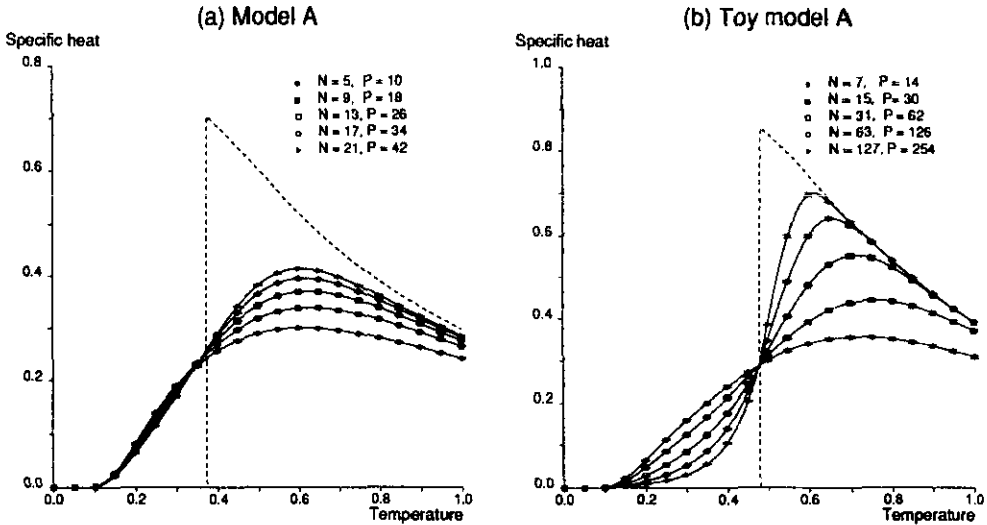 (a) Model A
Specific heat
0.8
0.6
0.4
0.2
0.0
N = 5, P = 10
N = 9, P = 18
N = 13, P = 26
N = 17, P = 34
N = 21, P = 42
0.0 0.2 0.4 0.6 0.8 1.0
Temperature
(b) Toy model A
Specific heat
1.0
0.8
0.6
0.4
0.2
0.0
N = 7, P = 14
N = 15, P = 30
N = 31, P = 62
N = 63, P = 126
N = 127, P = 254
0.0 0.2 0.4 0.6 0.8 1.0
Temperature